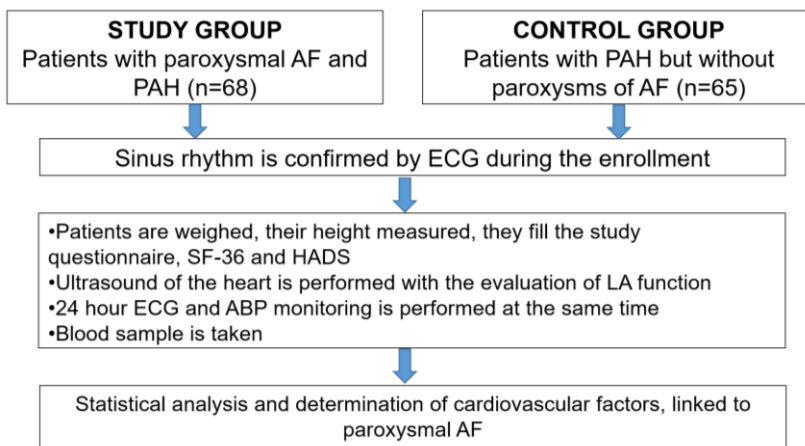 STUDY GROUP
Patients with paroxysmal AF and
PAH (n=68)
CONTROL GROUP
Patients with PAH but without
paroxysms of AF (n=65)
Sinus rhythm is confirmed by ECG during the enrollment
•Patients are weighed, their height measured, they fill the study
questionnaire, SF-36 and HADS
•Ultrasound of the heart is performed with the evaluation of LA function
•24 hour ECG and ABP monitoring is performed at the same time
•Blood sample is taken
Statistical analysis and determination of cardiovascular factors, linked to
paroxysmal AF